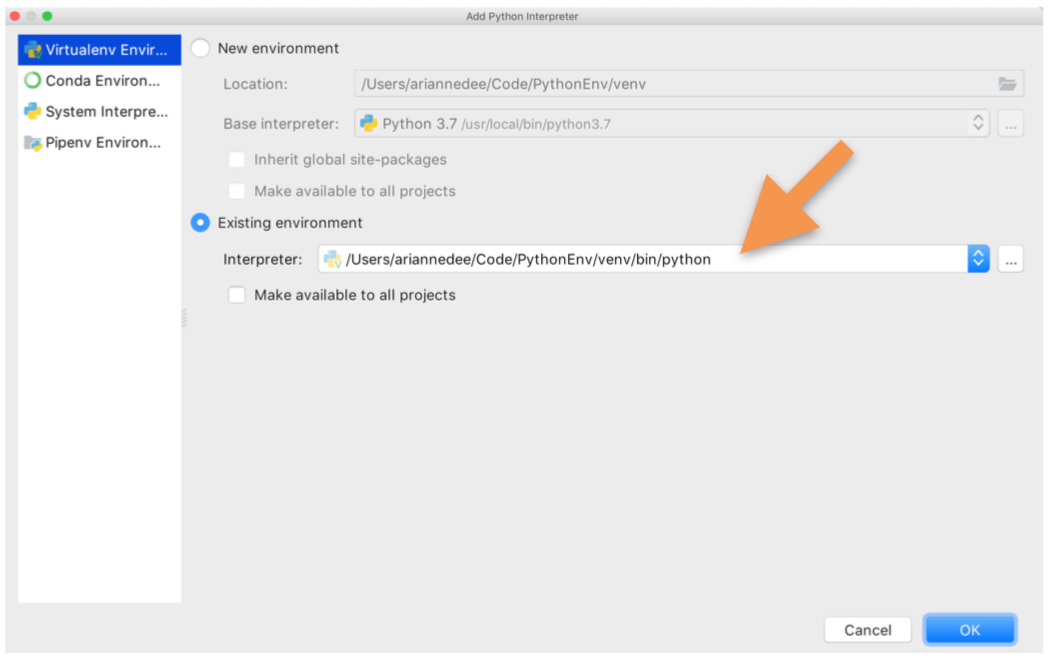 Add Python Interpreter
Virtualenv Envir...
Conda Environ...
System Interpre...
Pipenv Environ...
New environment
Location: /Users/ariannedee/Code/PythonEnv/venv
Base interpreter: Python 3.7 /usr/local/bin/python3.7 ...
Inherit global site-packages
Make available to all projects
Existing environment
Interpreter: /Users/ariannedee/Code/PythonEnv/venv/bin/python ...
Make available to all projects
Cancel OK